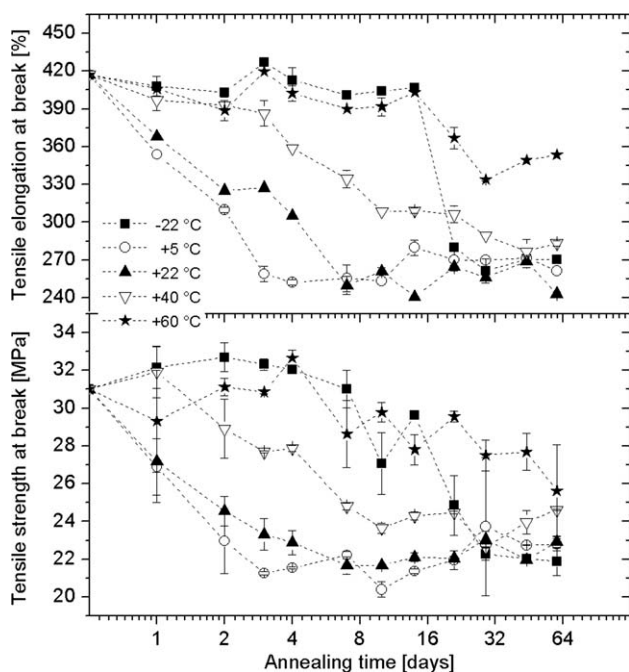 Tensile elongation at break [%]
450
420
390
360
330
300
270
240
-22 °C
+5 °C
+22 °C
+40 °C
+60 °C
Tensile strength at break [MPa]
34
32
30
28
26
24
22
20
1 2 4 8 16 32 64
Annealing time [days]